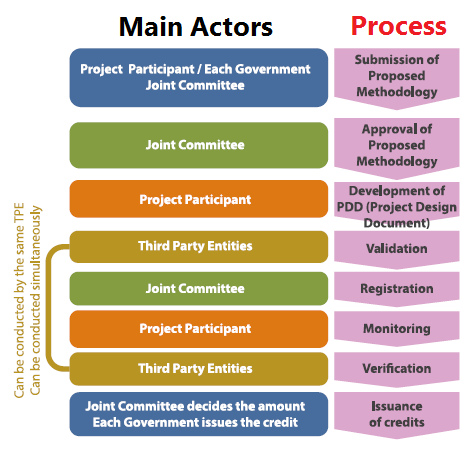 Main Actors
Process
Project Participant / Each Government
Joint Committee
Submission of
Proposed
Methodology
Joint Committee
Approval of
Proposed
Methodology
Project Participant
Development of
PDD (Project Design
Document)
Third Party Entities
Validation
Joint Committee
Registration
Project Participant
Monitoring
Third Party Entities
Verification
Joint Committee decides the amount
Each Government issues the credit
Issuance
of credits
Can be conducted by the same TPE
Can be conducted simultaneously